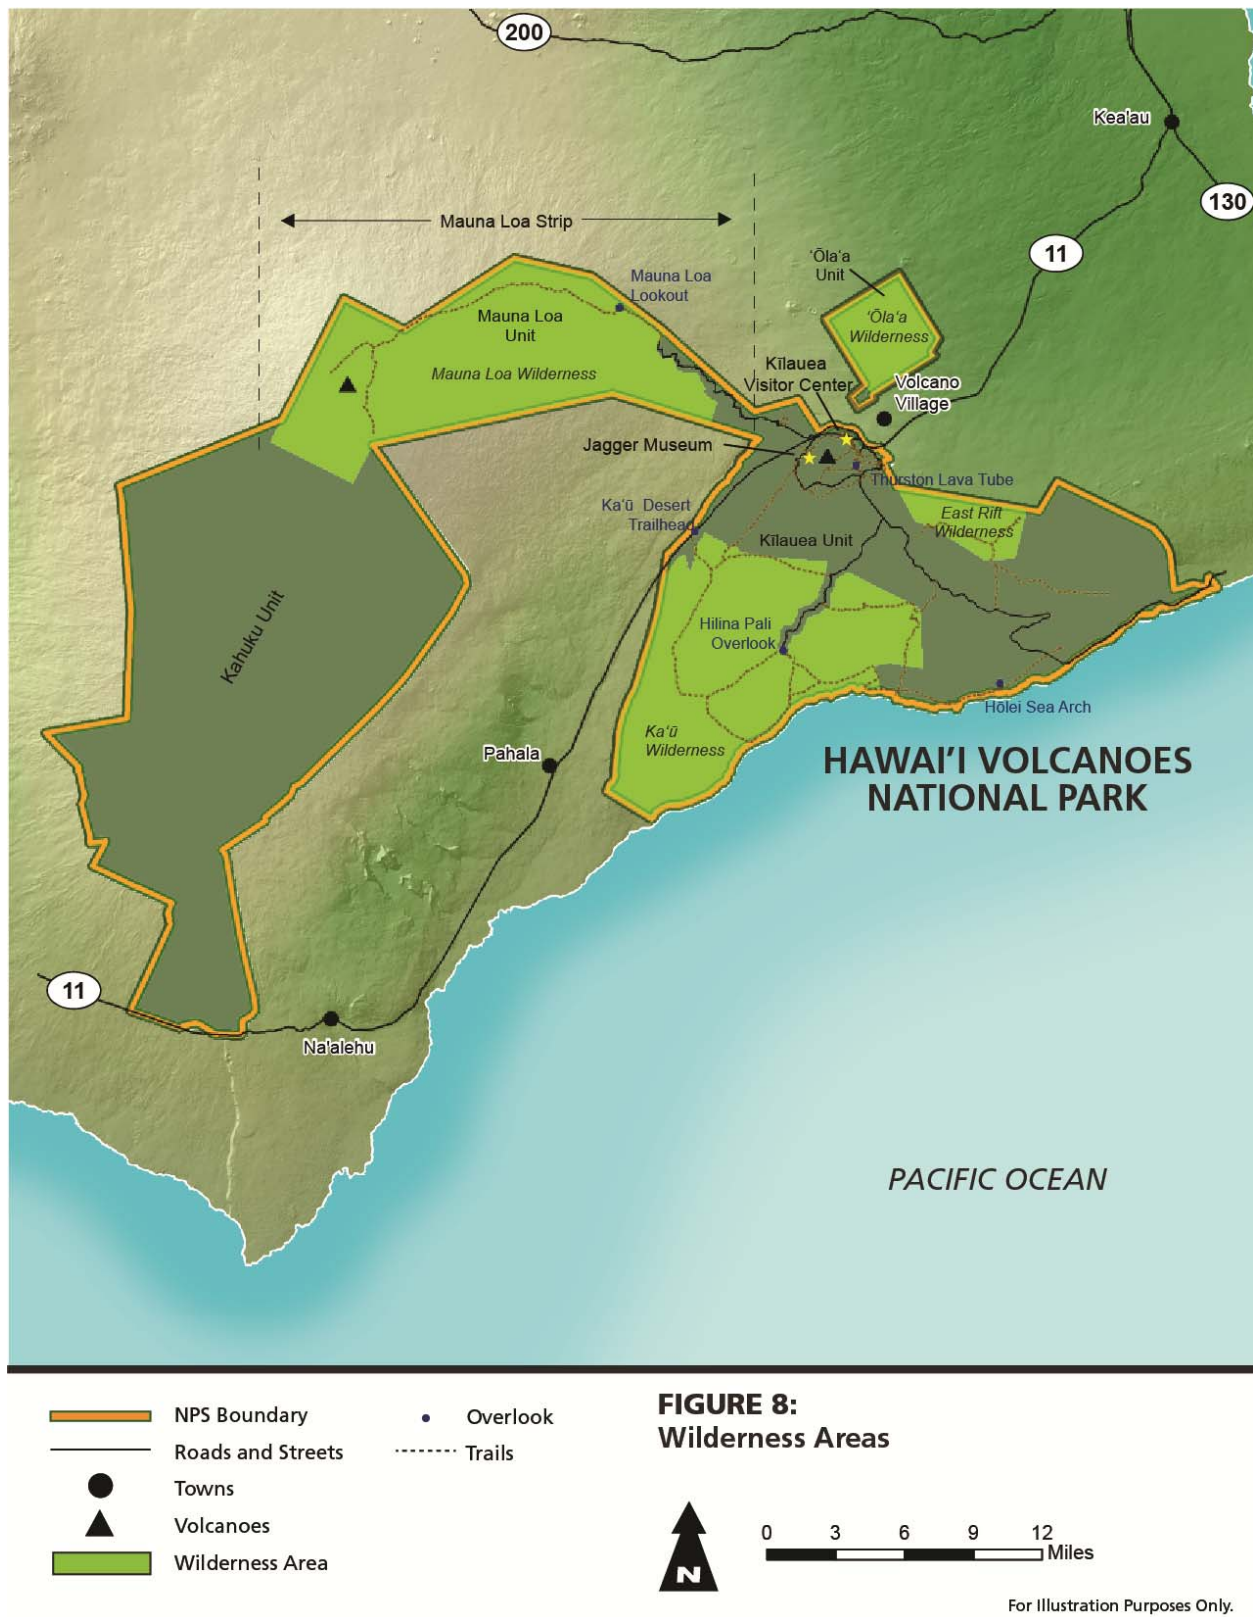 200
Kea'au
130
Mauna Loa Strip
11
'Ōla'a
Unit
Mauna Loa
Lookout
Mauna Loa
Unit
'Ōla'a
Wilderness
Mauna Loa Wilderness
Kīlauea
Visitor Center
Volcano
Village
Jagger Museum
Thurston Lava Tube
Ka'ū Desert
Trailhead
East Rift
Wilderness
Kīlauea Unit
Kahuku Unit
Hilina Pali
Overlook
Hōlei Sea Arch
Ka'ū
Wilderness
Pahala
HAWAI'I VOLCANOES
NATIONAL PARK
11
Na'alehu
PACIFIC OCEAN
NPS Boundary
Roads and Streets
Towns
Volcanoes
Wilderness Area
Overlook
Trails
FIGURE 8:
Wilderness Areas
N
0 3 6 9 12
Miles
For Illustration Purposes Only.